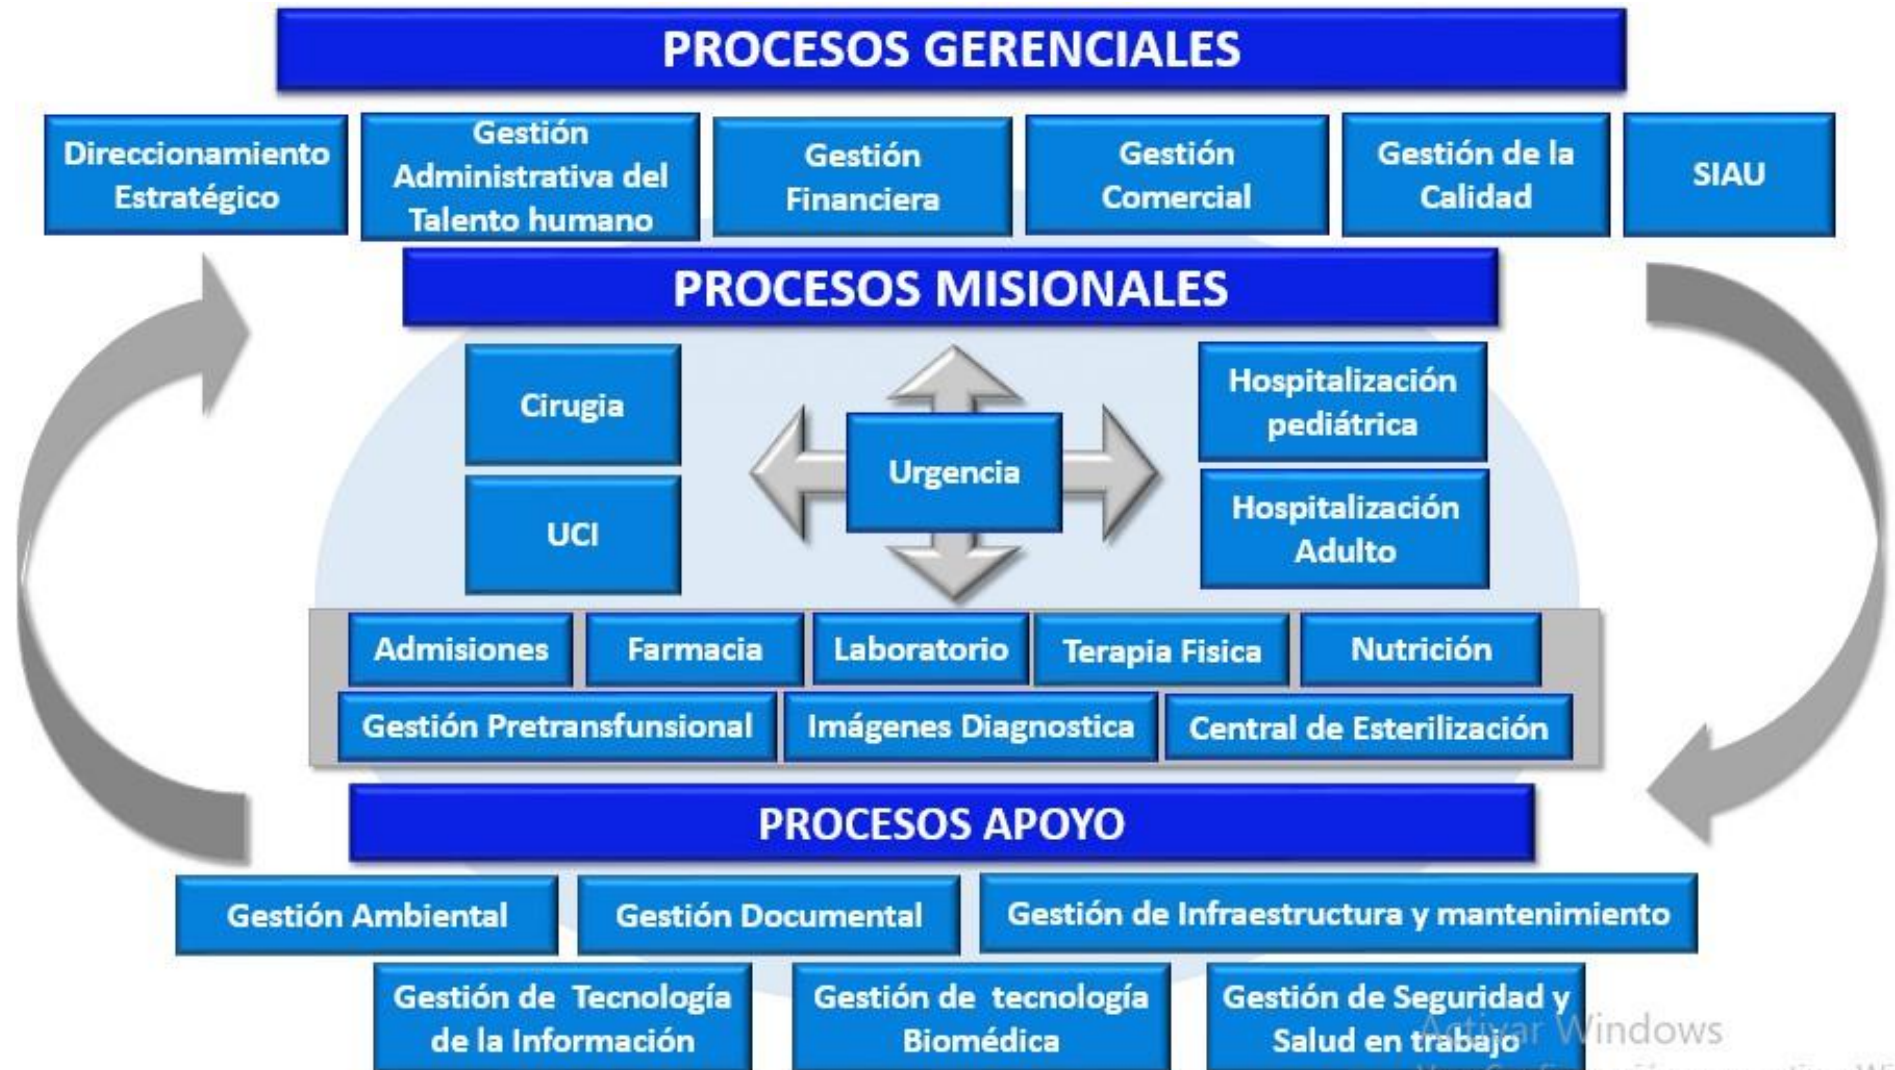 PROCESOS GERENCIALES
Direccionamiento
Estratégico
Gestión
Administrativa del
Talento humano
Gestión
Financiera
Gestión
Comercial
Gestión de la
Calidad
SIAU
PROCESOS MISIONALES
Cirugia
UCI
Urgencia
Hospitalización
pediátrica
Hospitalización
Adulto
Admisiones
Farmacia
Laboratorio
Terapia Fisica
Nutrición
Gestión Pretransfunsional
Imágenes Diagnostica
Central de Esterilización
PROCESOS APOYO
Gestión Ambiental
Gestión Documental
Gestión de Infraestructura y mantenimiento
Gestión de Tecnología
de la Información
Gestión de tecnología
Biomédica
Gestión de Seguridad y
Salud en trabajo
Activar Windows